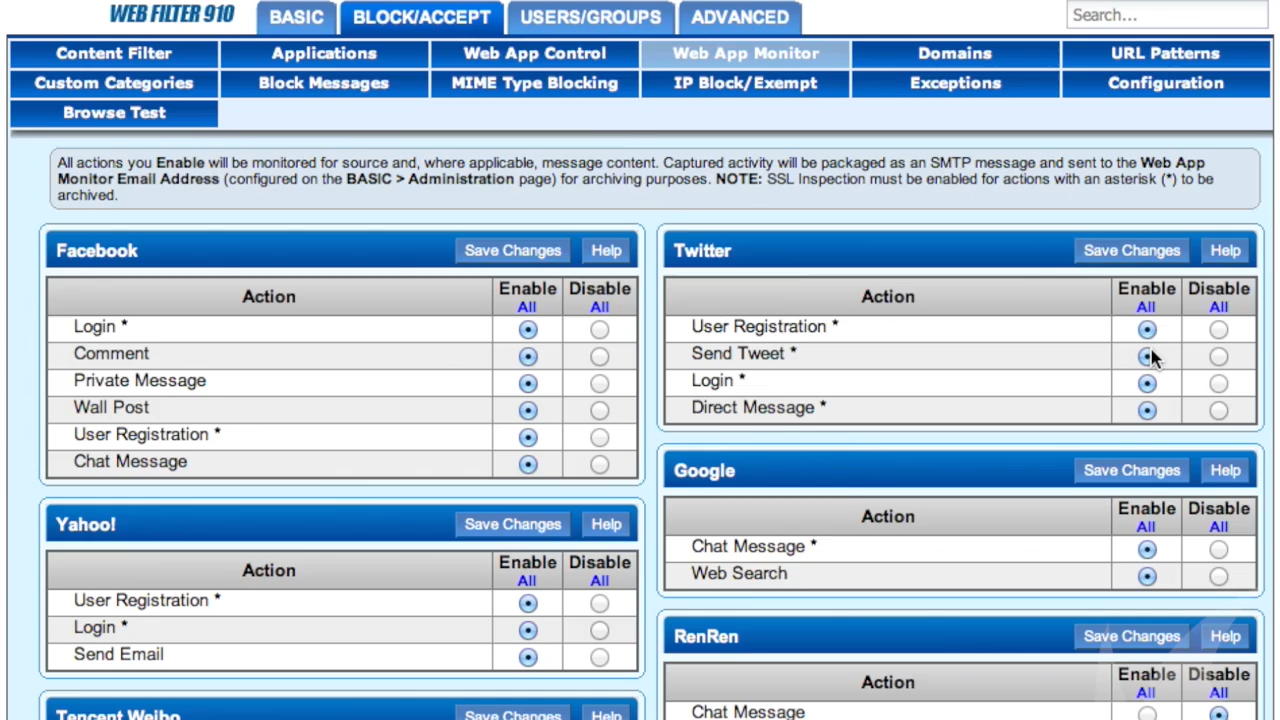 WEB FILTER 910
BASIC
BLOCK/ACCEPT
USERS/GROUPS
ADVANCED
Search...
Content Filter
Applications
Web App Control
Web App Monitor
Domains
URL Patterns
Custom Categories
Block Messages
MIME Type Blocking
IP Block/Exempt
Exceptions
Configuration
Browse Test
All actions you Enable will be monitored for source and, where applicable, message content. Captured activity will be packaged as an SMTP message and sent to the Web App
Monitor Email Address (configured on the BASIC > Administration page) for archiving purposes. NOTE: SSL Inspection must be enabled for actions with an asterisk (*) to be
archived.
Facebook
Save Changes
Help
Action
Enable
Disable
All
All
Login *
Comment
Private Message
Wall Post
User Registration *
Chat Message
Yahoo!
Save Changes
Help
Action
Enable
Disable
All
All
User Registration *
Login *
Send Email
Tencent Weibo
Save Changes
Help
Twitter
Save Changes
Help
Action
Enable
Disable
All
All
User Registration *
Send Tweet *
Login *
Direct Message *
Google
Save Changes
Help
Action
Enable
Disable
All
All
Chat Message *
Web Search
RenRen
Save Changes
Help
Action
Enable
Disable
All
All
Chat Message